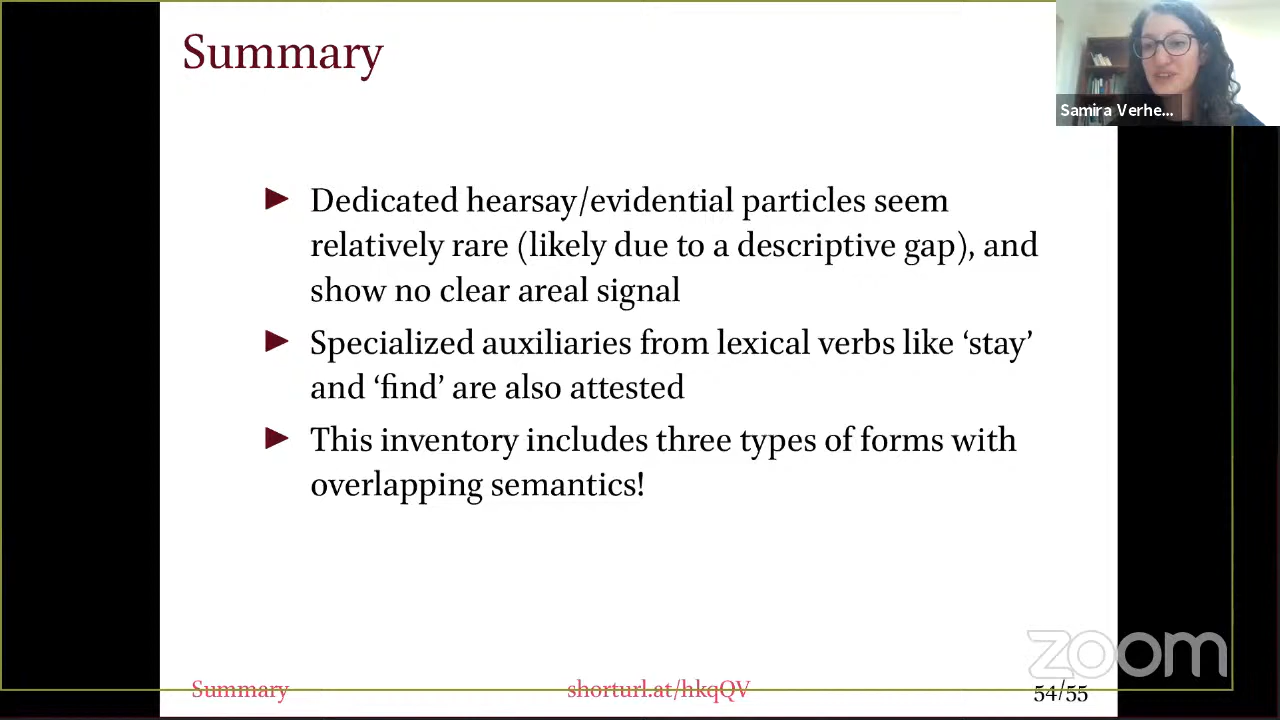 Summary
Samira Verhe...
► Dedicated hearsay/evidential particles seem
relatively rare (likely due to a descriptive gap), and
show no clear areal signal
► Specialized auxiliaries from lexical verbs like ‘stay’
and ‘find’ are also attested
► This inventory includes three types of forms with
overlapping semantics!
zoom
Summary shorturl.at/hkqQV 54/55